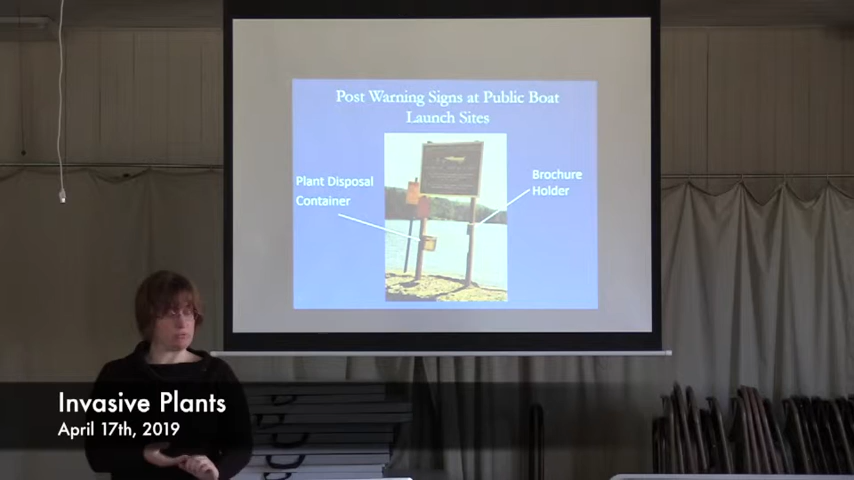 Post Warning Signs at Public Boat
Launch Sites
Plant Disposal
Container
Brochure
Holder
Invasive Plants
April 17th, 2019